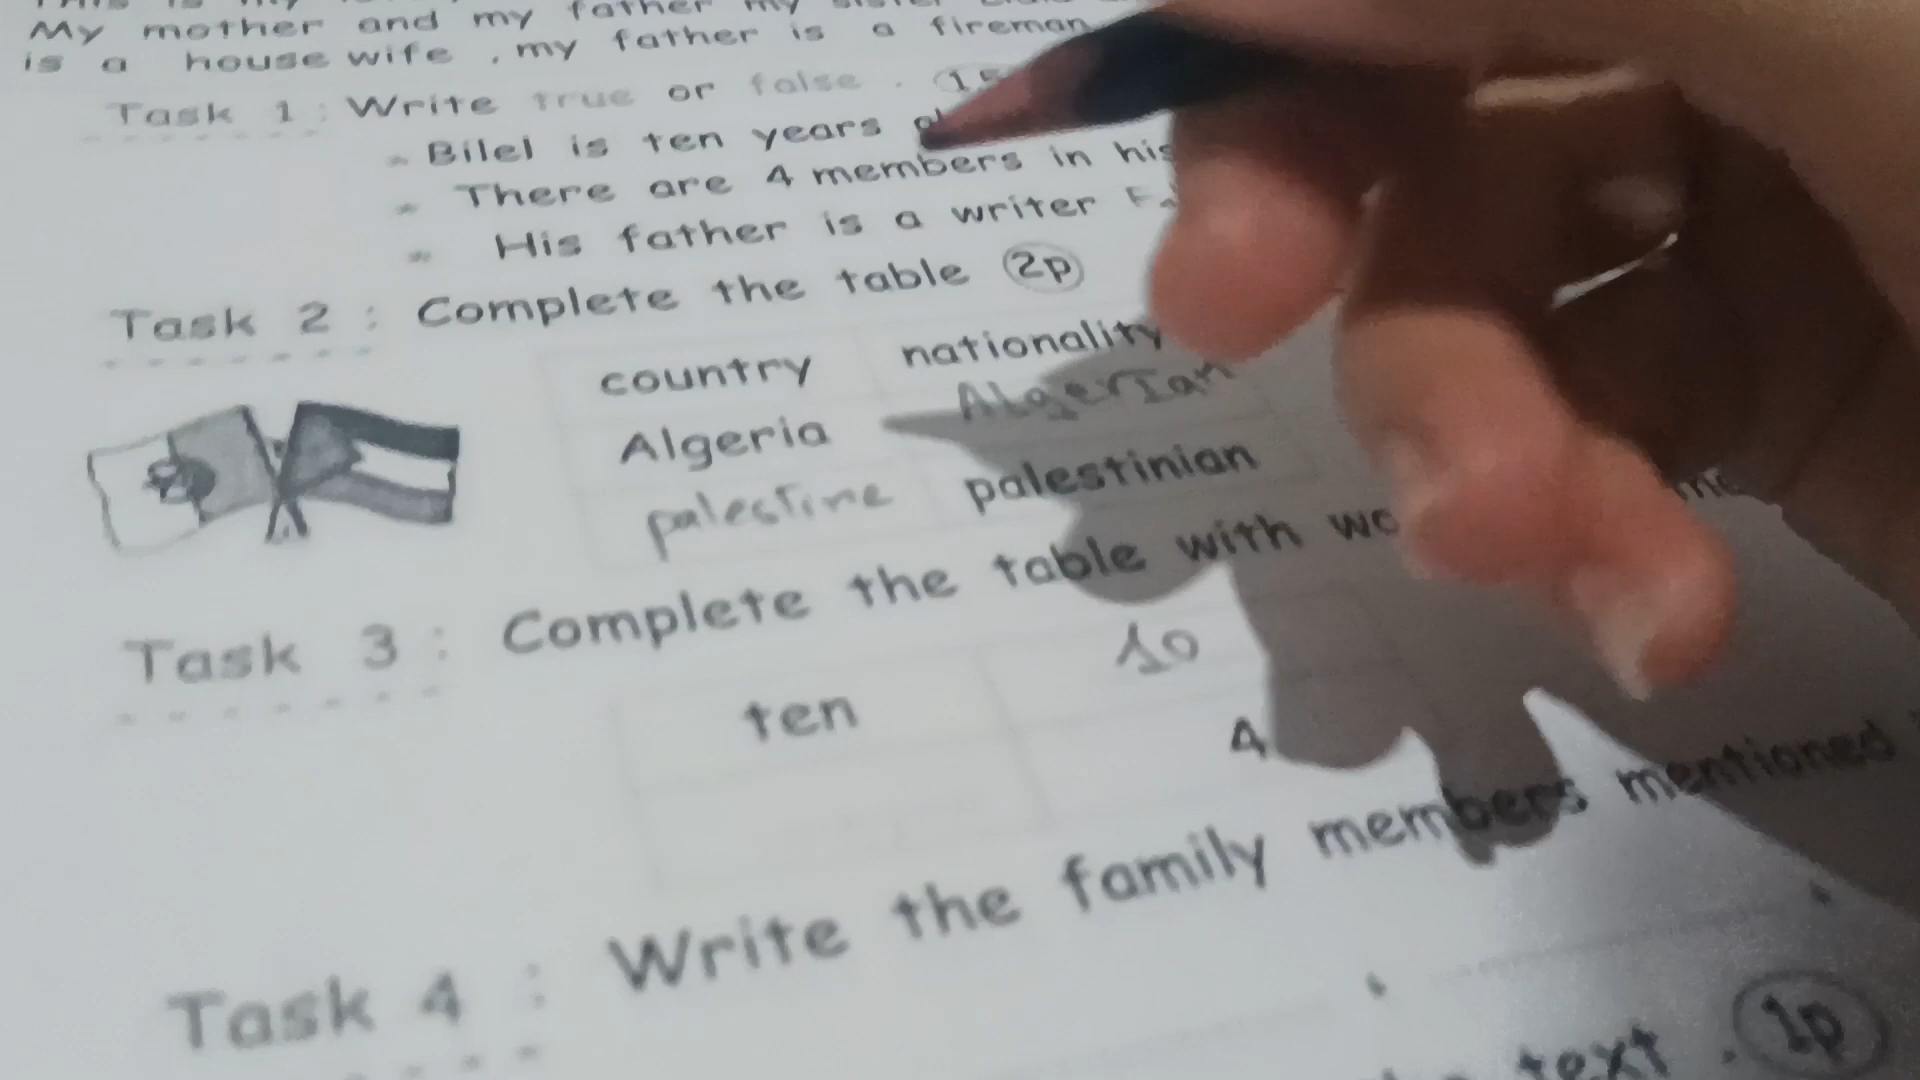 My mother and my father my sister
is a house wife , my father is a fireman
Task 1 : Write true or false .
Bilel is ten years
There are 4 members in his
His father is a writer
Task 2 : Complete the table 2p
country nationality
Algeria AlgerIan
palestine palestinian
Task 3 : Complete the table with
ten 10
4
Task 4 : Write the family members mentioned
text . 1p